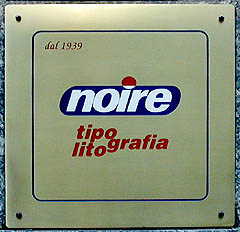 dal 1939
noire
tipo
lito grafia